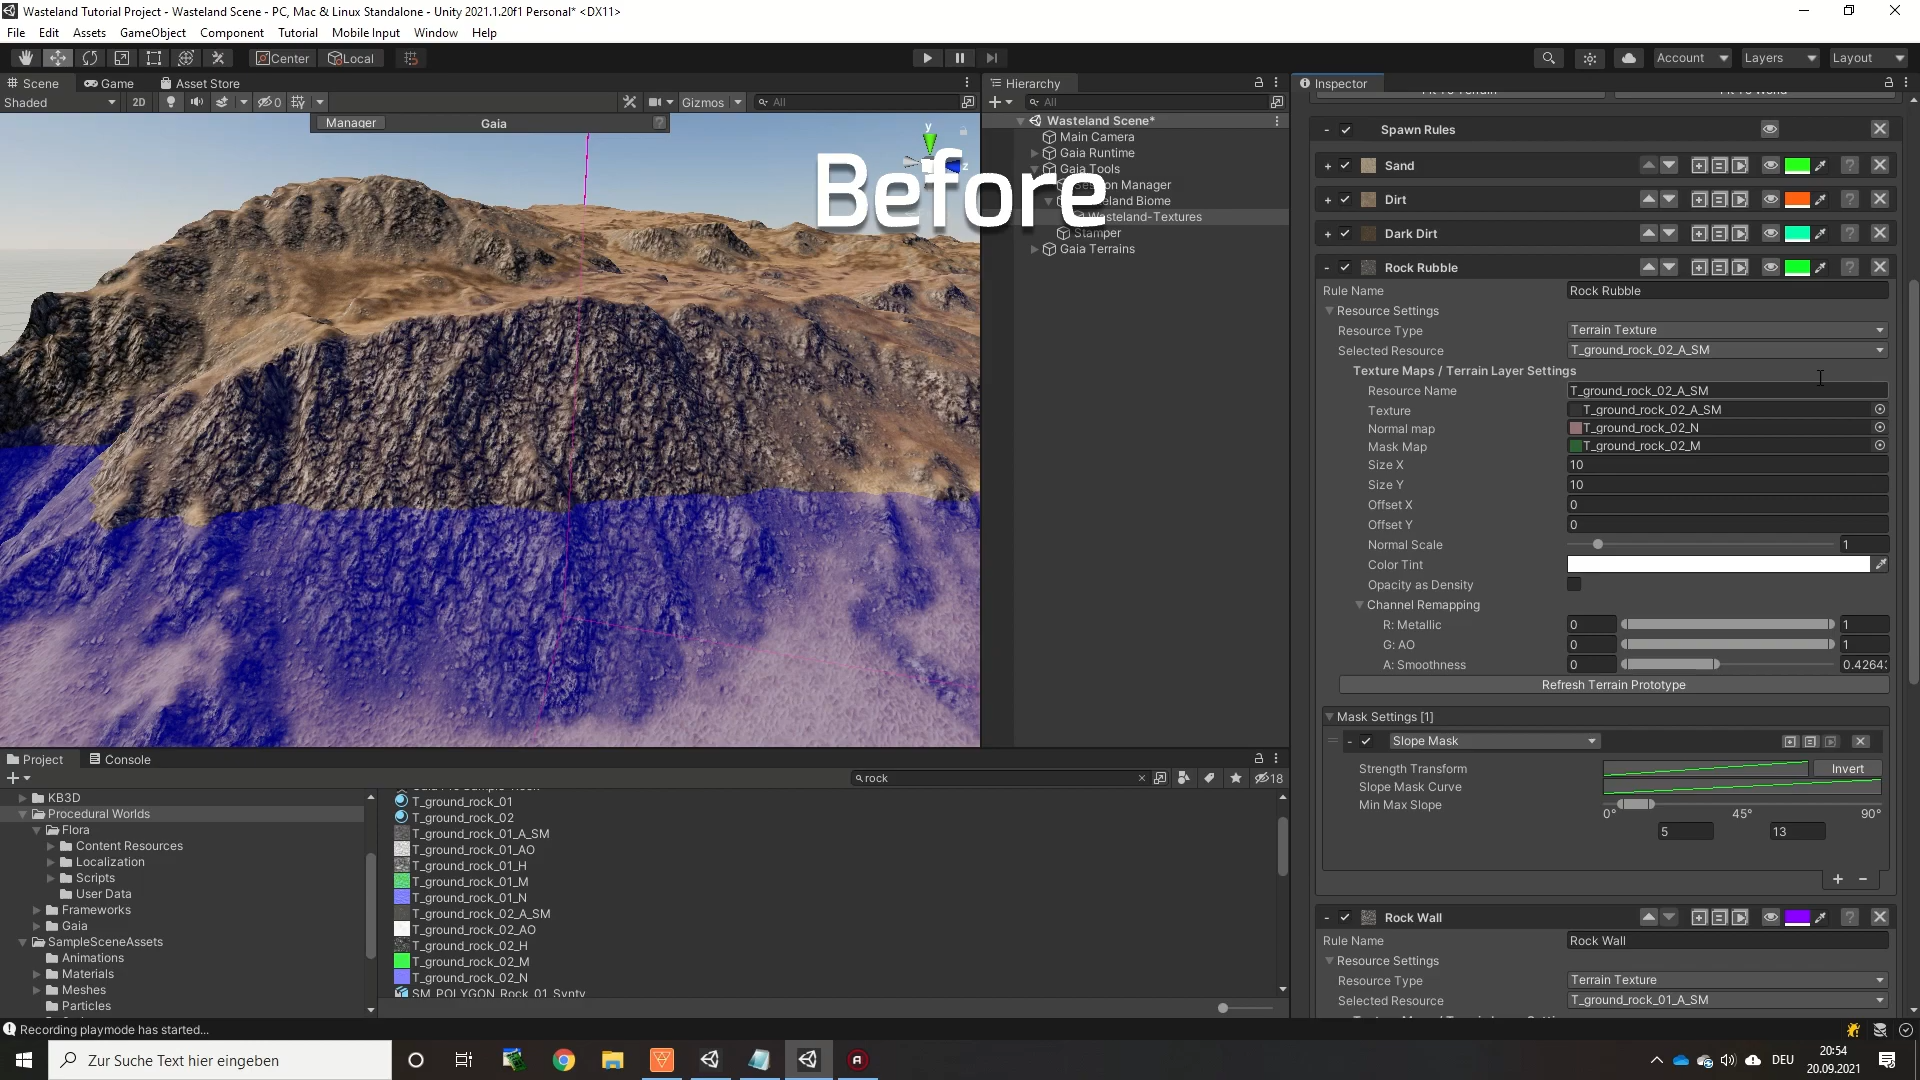 Wasteland Tutorial Project - Wasteland Scene - PC, Mac & Linux Standalone - Unity 2021.1.20f1 Personal* <DX11>
File Edit Assets GameObject Component Tutorial Mobile Input Window Help
Center Local Account Layers Layout
Scene Game Asset Store
Shaded 2D 0 Gizmos All
Manager Gaia ?
y
z
Before
Hierarchy
All
Wasteland Scene*
Main Camera
Gaia Runtime
Gaia Tools
Manager
Biome
Wasteland-Textures
Stamper
Gaia Terrains
Inspector
Spawn Rules
Sand
Dirt
Dark Dirt
Rock Rubble
Rule Name Rock Rubble
Resource Settings
Resource Type Terrain Texture
Selected Resource T_ground_rock_02_A_SM
Texture Maps / Terrain Layer Settings
Resource Name T_ground_rock_02_A_SM
Texture T_ground_rock_02_A_SM
Normal map T_ground_rock_02_N
Mask Map T_ground_rock_02_M
Size X 10
Size Y 10
Offset X 0
Offset Y 0
Normal Scale 1
Color Tint
Opacity as Density
Channel Remapping
R: Metallic 0 1
G: AO 0 1
A: Smoothness 0 0.4264
Refresh Terrain Prototype
Mask Settings [1]
Slope Mask
Strength Transform Invert
Slope Mask Curve
Min Max Slope
0° 45° 90°
5 13
Rock Wall
Rule Name Rock Wall
Resource Settings
Resource Type Terrain Texture
Selected Resource T_ground_rock_01_A_SM
Project Console
rock 18
KB3D
Procedural Worlds
Flora
Content Resources
Localization
Scripts
User Data
Frameworks
Gaia
SampleSceneAssets
Animations
Materials
Meshes
Particles
T_ground_rock_01
T_ground_rock_02
T_ground_rock_01_A_SM
T_ground_rock_01_AO
T_ground_rock_01_H
T_ground_rock_01_M
T_ground_rock_01_N
T_ground_rock_02_A_SM
T_ground_rock_02_AO
T_ground_rock_02_H
T_ground_rock_02_M
T_ground_rock_02_N
SM_POLYGON_Rock_01_Synty
Recording playmode has started...
Zur Suche Text hier eingeben
DEU
20:54
20.09.2021